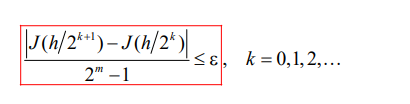 |J(h/2^{k+1}) – J(h/2^k)| / (2^m – 1) ≤ ε, k = 0,1,2,…